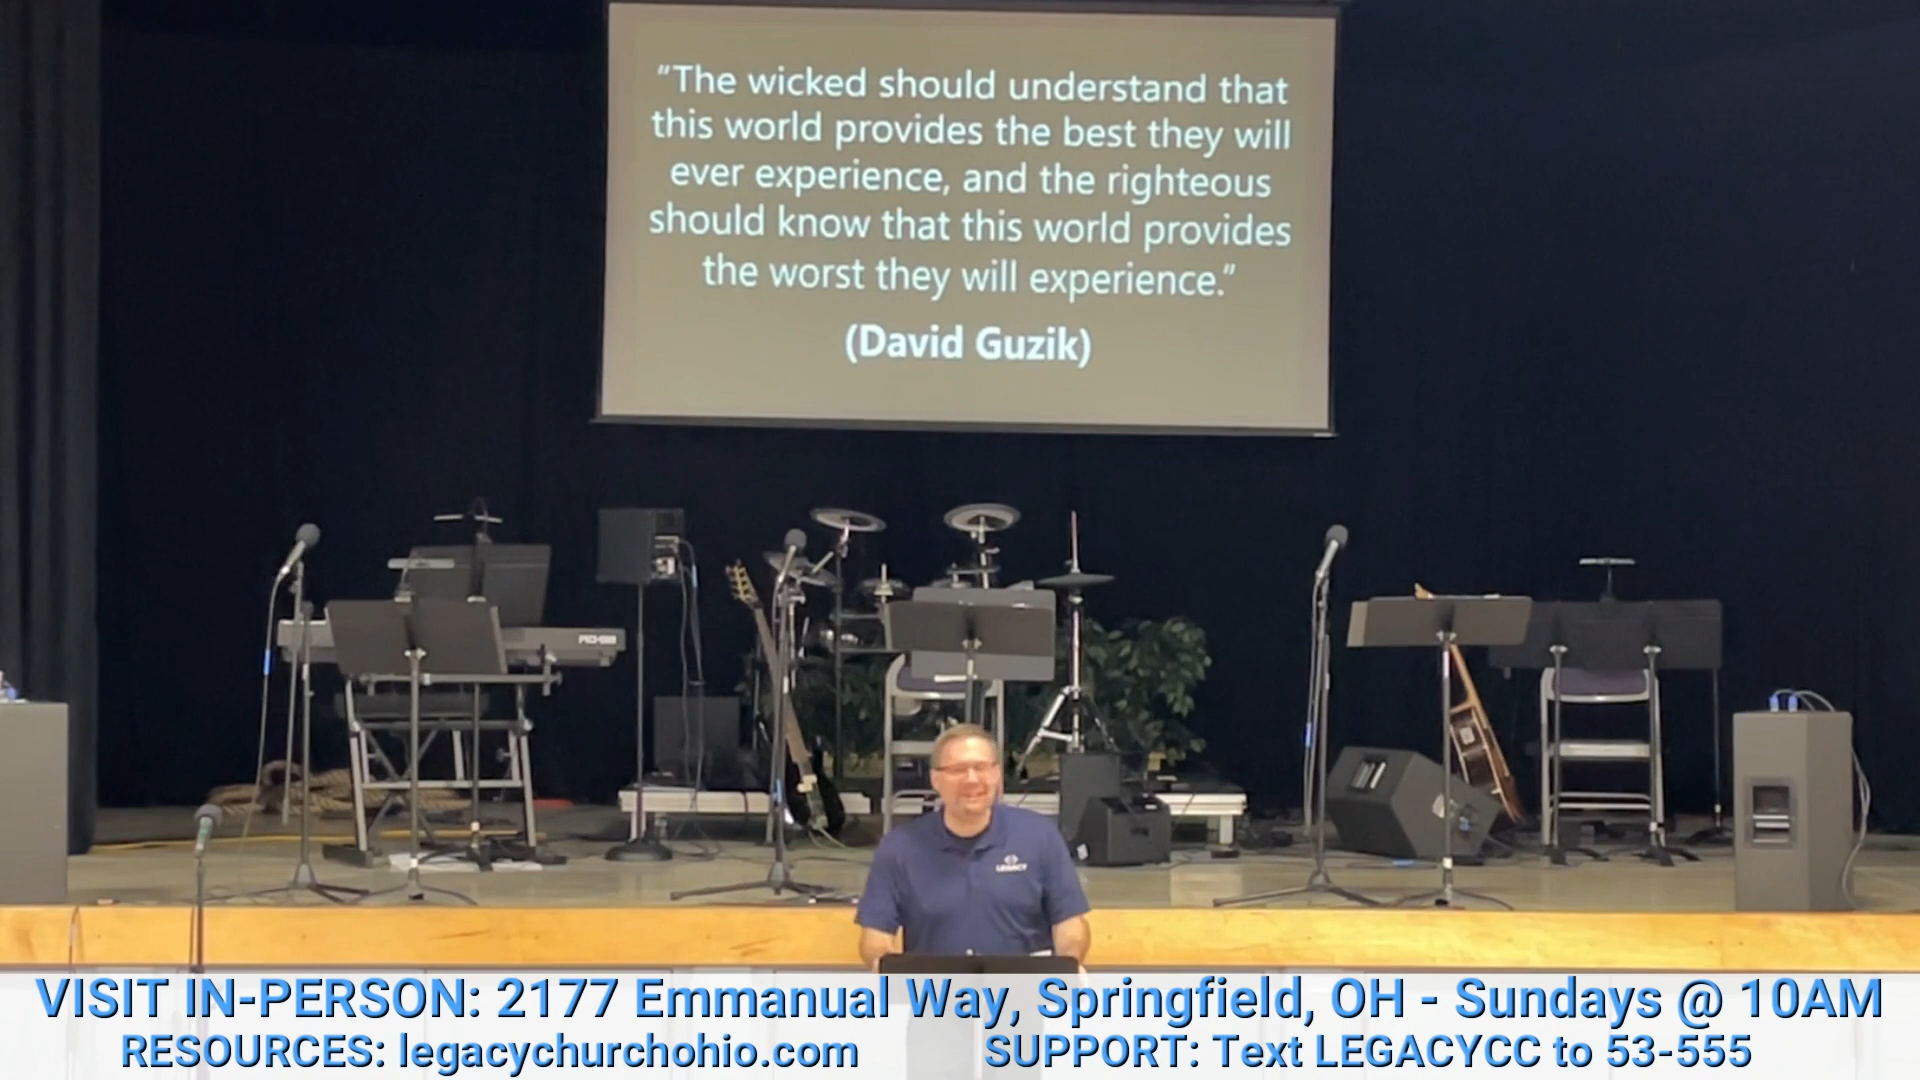 “The wicked should understand that
this world provides the best they will
ever experience, and the righteous
should know that this world provides
the worst they will experience.”
(David Guzik)
LEGACY
VISIT IN-PERSON: 2177 Emmanual Way, Springfield, OH - Sundays @ 10AM
RESOURCES: legacychurchohio.com
SUPPORT: Text LEGACYCC to 53-555